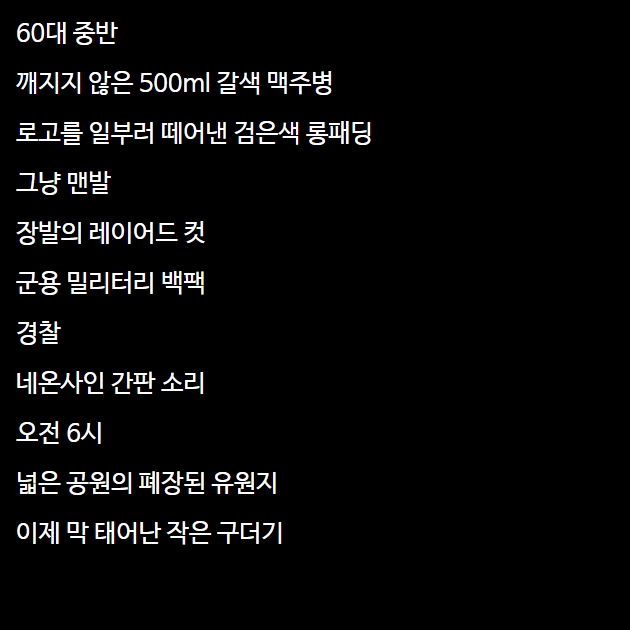 60대 중반
깨지지 않은 500ml 갈색 맥주병
로고를 일부러 떼어낸 검은색 롱패딩
그냥 맨발
장발의 레이어드 컷
군용 밀리터리 백팩
경찰
네온사인 간판 소리
오전 6시
넓은 공원의 폐장된 유원지
이제 막 태어난 작은 구더기